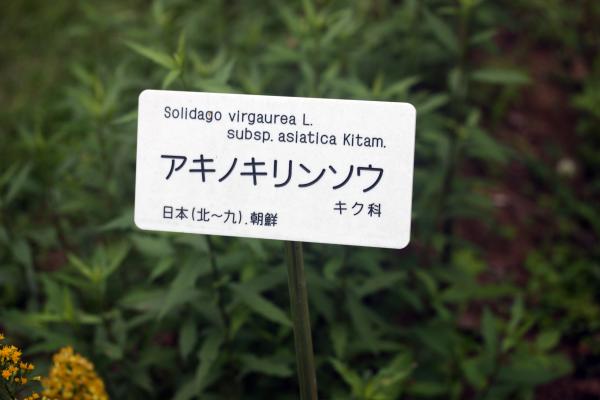 Solidago virgaurea L.
subsp. asiatica Kitam.
アキノキリンソウ
キク科
日本(北〜九).朝鮮